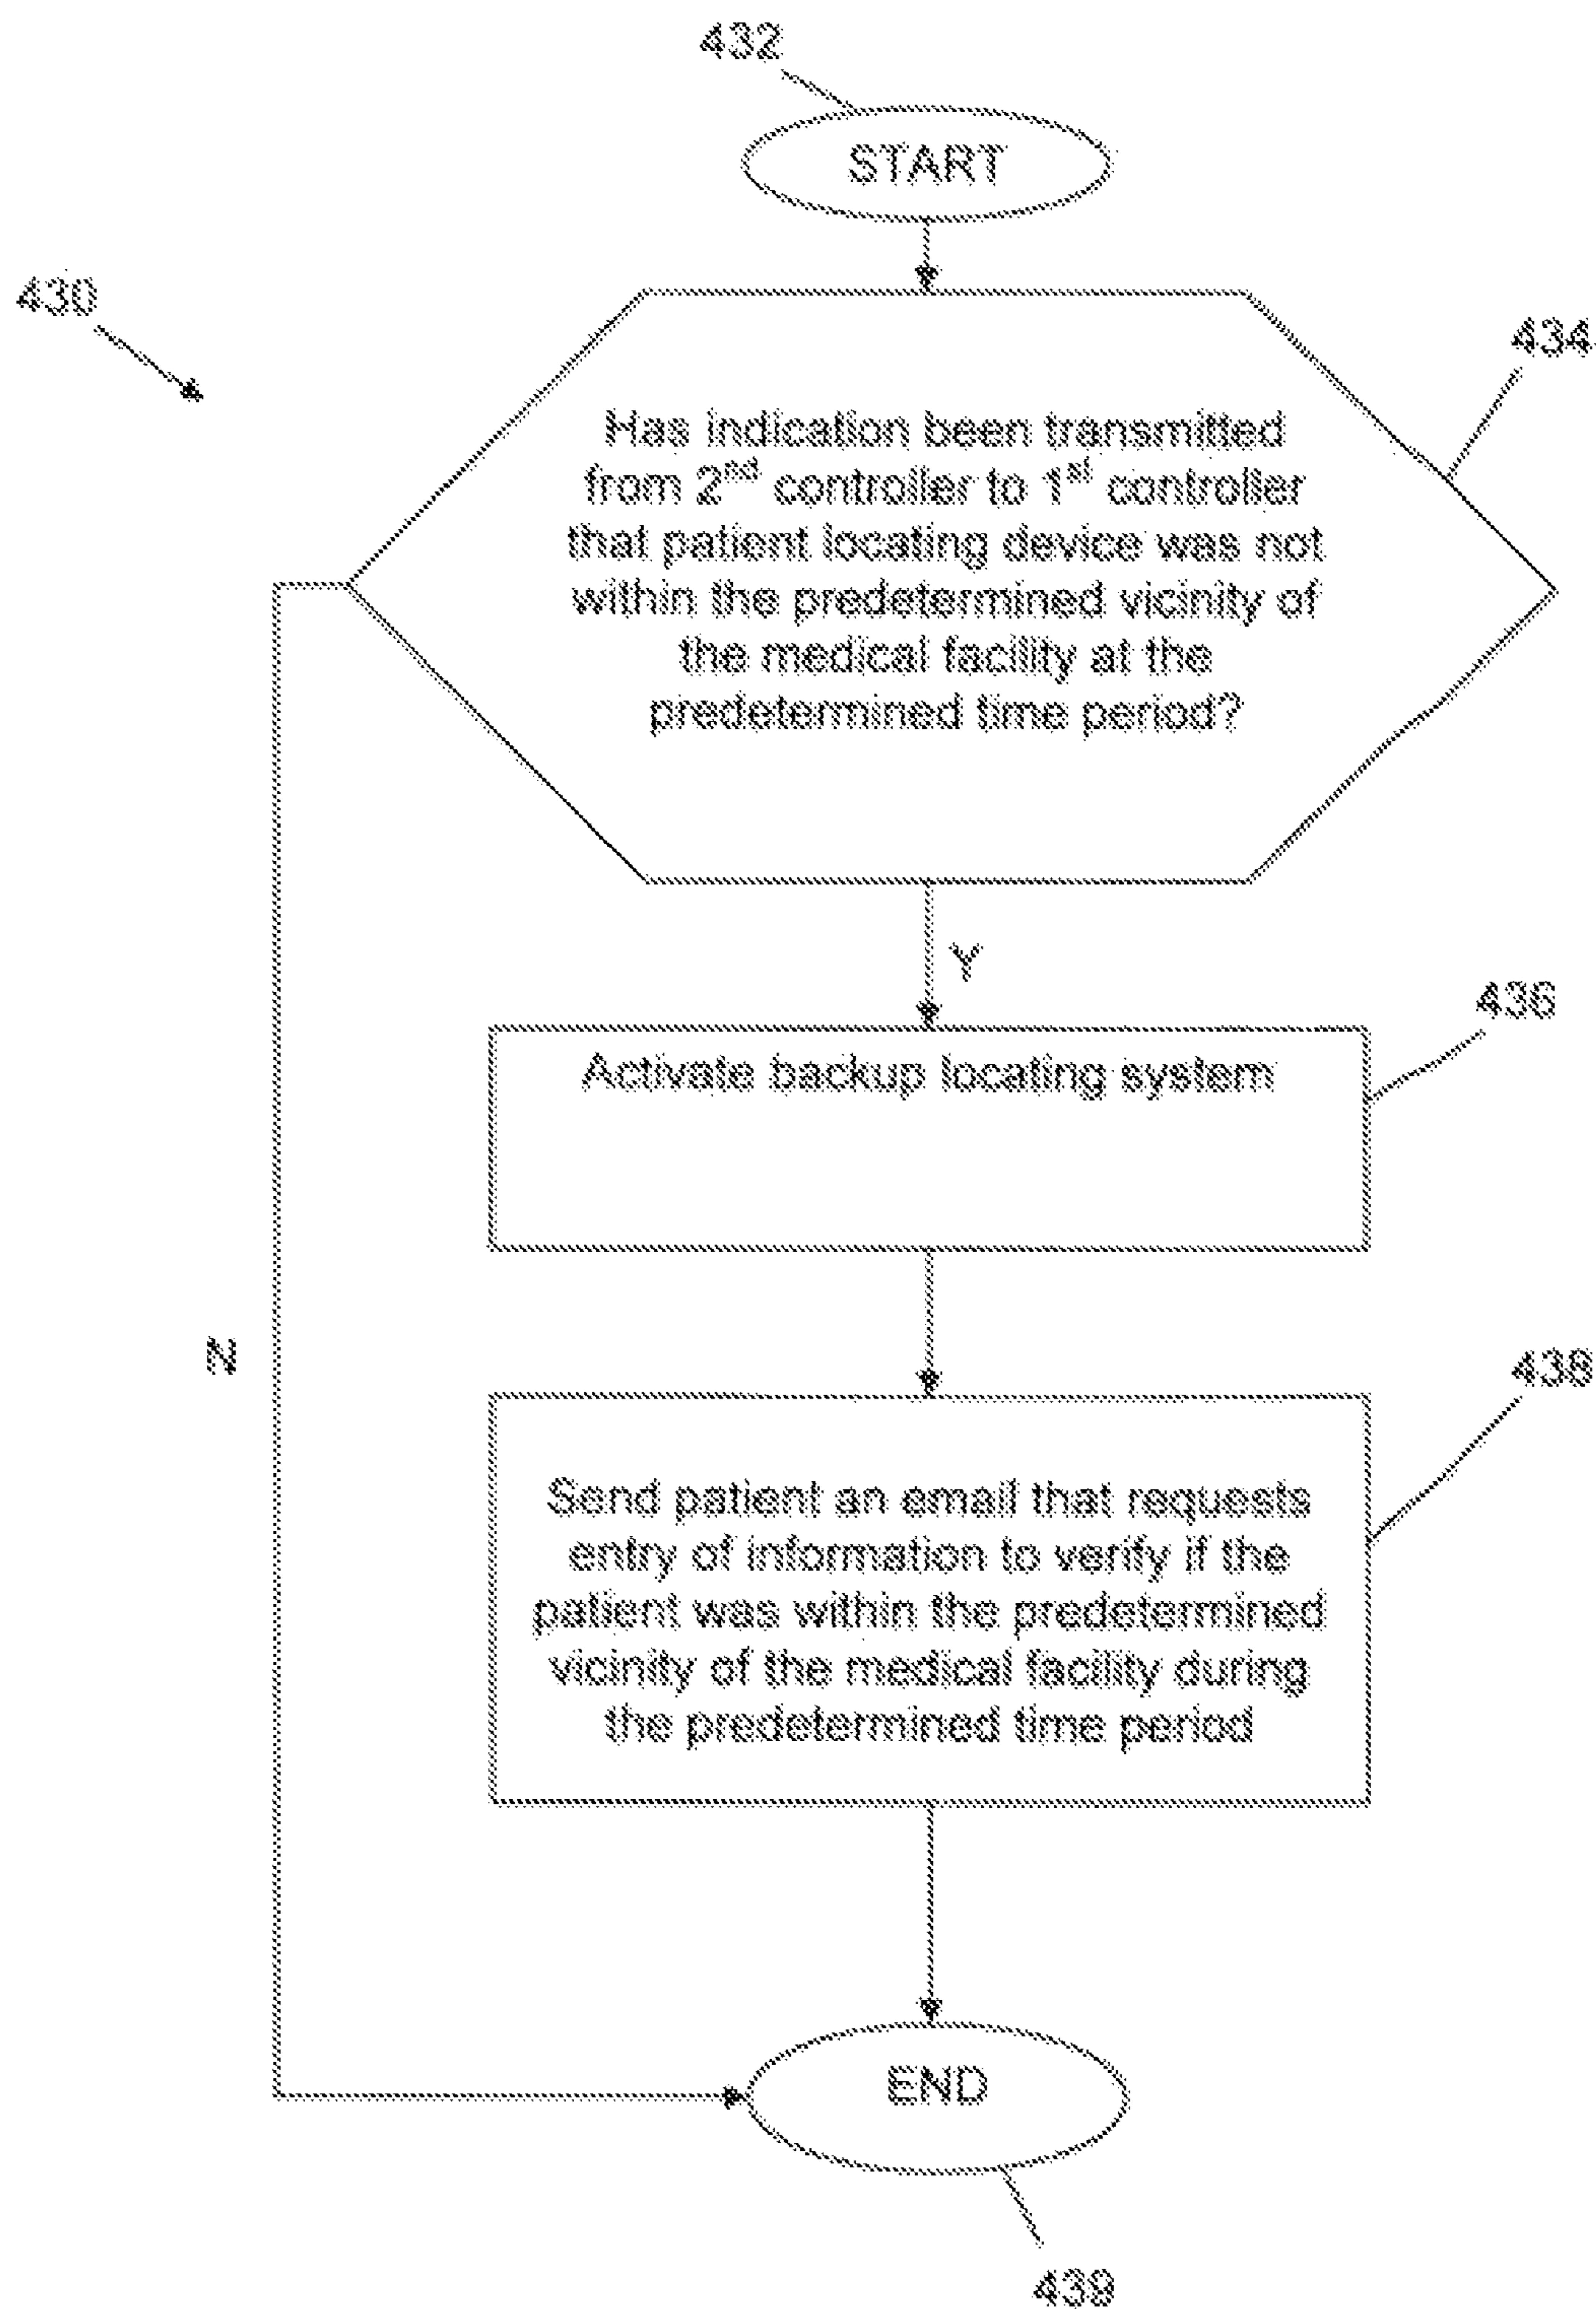 432
START
430
434
Has indication been transmitted
from 2nd controller to 1st controller
that patient locating device was not
within the predetermined vicinity of
the medical facility at the
predetermined time period?
Y
436
Activate backup locating system
N
438
Send patient an email that requests
entry of information to verify if the
patient was within the predetermined
vicinity of the medical facility during
the predetermined time period
END
439